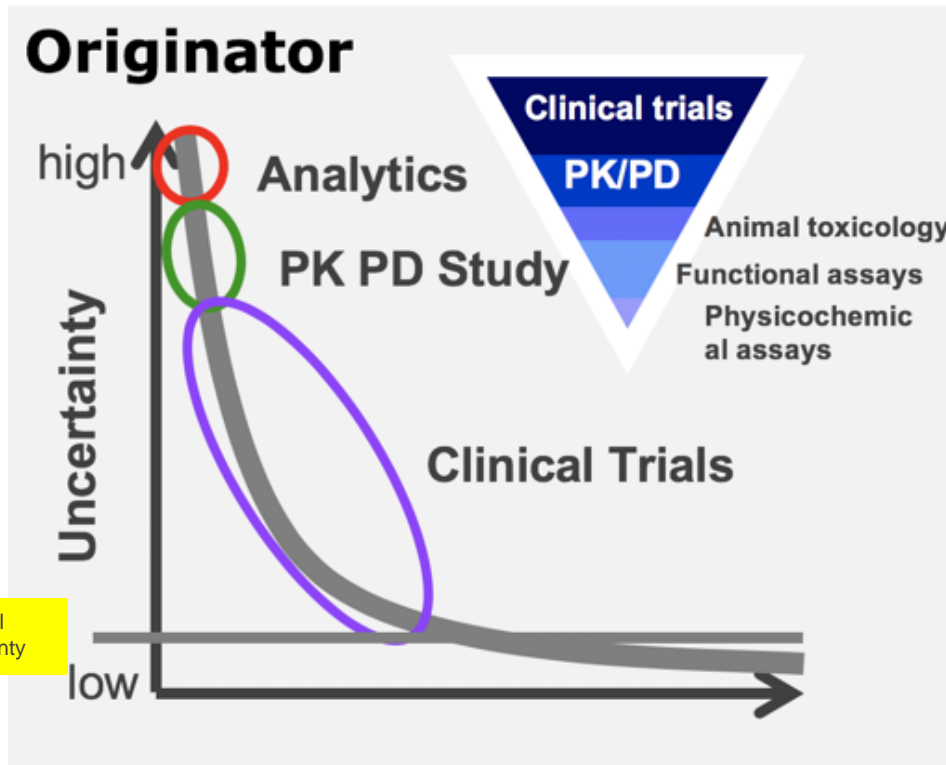 Originator
high
Analytics
PK PD Study
Clinical Trials
Uncertainty
low
Clinical trials
PK/PD
Animal toxicology
Functional assays
Physicochemic
al assays